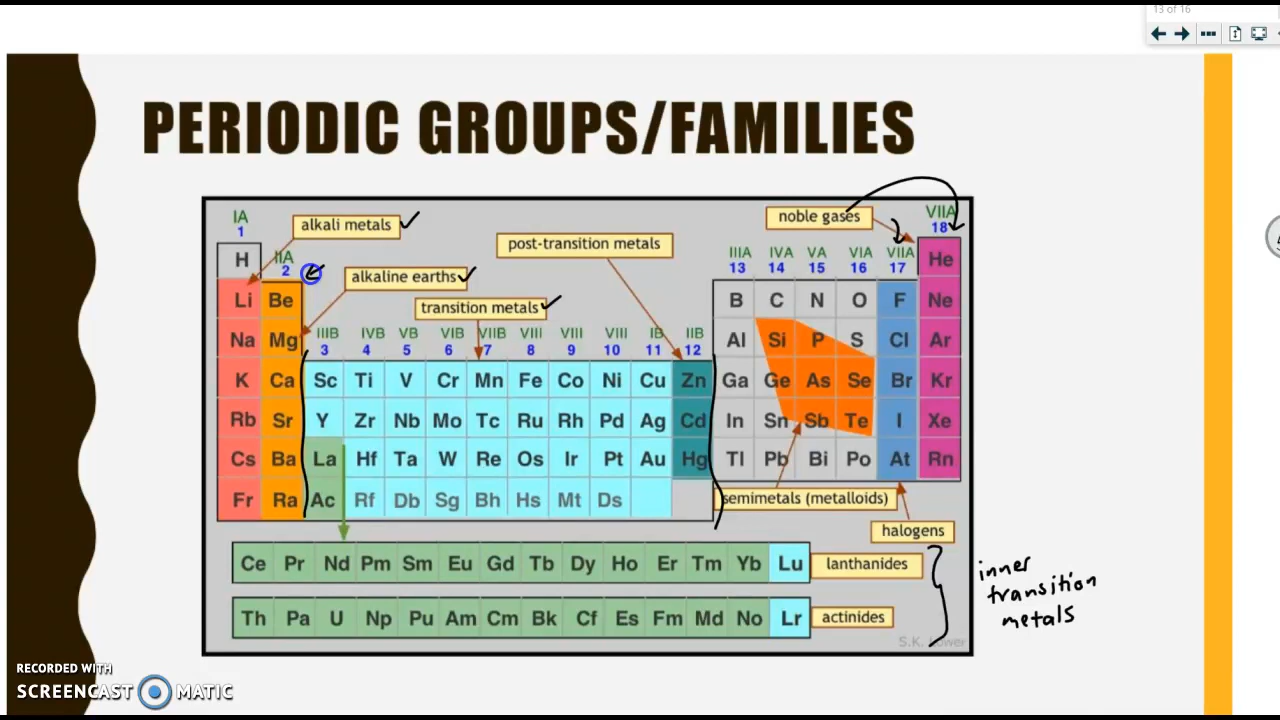 13 of 16
PERIODIC GROUPS/FAMILIES
IA
1
alkali metals
noble gases
VIIA
18
post-transition metals
H
IIA
2
alkaline earths
IIIA IVA VA VIA VIIA
13 14 15 16 17
He
transition metals
Li Be
B C N O F Ne
IIIB IVB VB VIB VIIB VIII VIII VIII IB IIB
3 4 5 6 7 8 9 10 11 12
Na Mg
Al Si P S Cl Ar
K Ca Sc Ti V Cr Mn Fe Co Ni Cu Zn Ga Ge As Se Br Kr
Rb Sr Y Zr Nb Mo Tc Ru Rh Pd Ag Cd In Sn Sb Te I Xe
Cs Ba La Hf Ta W Re Os Ir Pt Au Hg Tl Pb Bi Po At Rn
Fr Ra Ac Rf Db Sg Bh Hs Mt Ds
semimetals (metalloids)
halogens
Ce Pr Nd Pm Sm Eu Gd Tb Dy Ho Er Tm Yb Lu lanthanides
Th Pa U Np Pu Am Cm Bk Cf Es Fm Md No Lr actinides
inner
transition
metals
S.K. Lower
RECORDED WITH
SCREENCAST MATIC